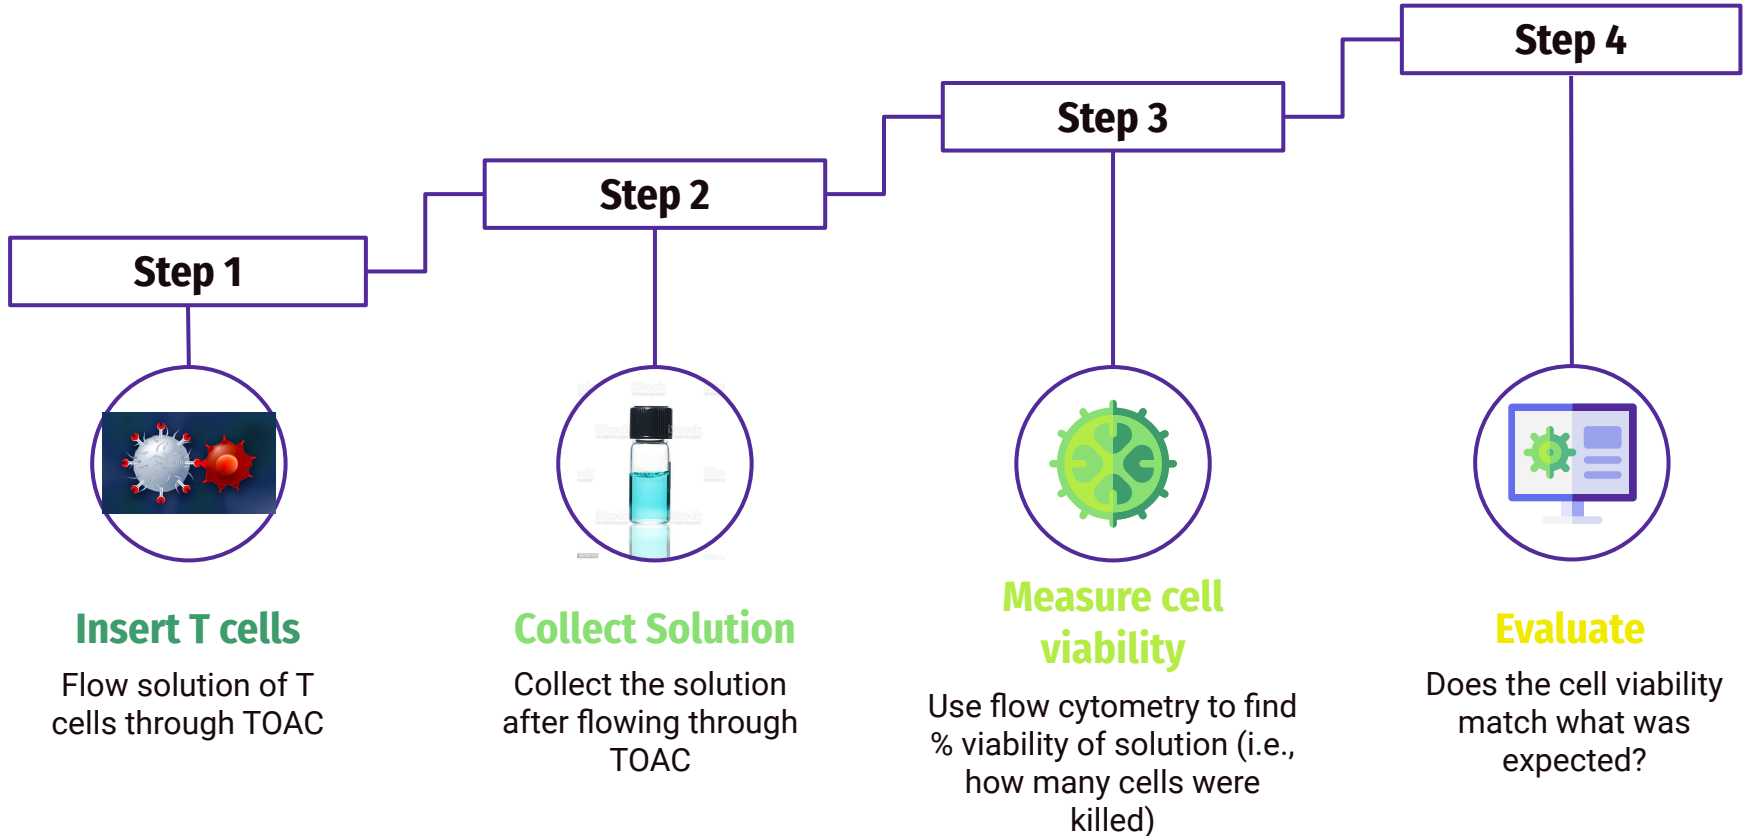 Step 1
Step 2
Step 3
Step 4
Insert T cells
Flow solution of T
cells through TOAC
Collect Solution
Collect the solution
after flowing through
TOAC
Measure cell
viability
Use flow cytometry to find
% viability of solution (i.e.,
how many cells were
killed)
Evaluate
Does the cell viability
match what was
expected?
iStock